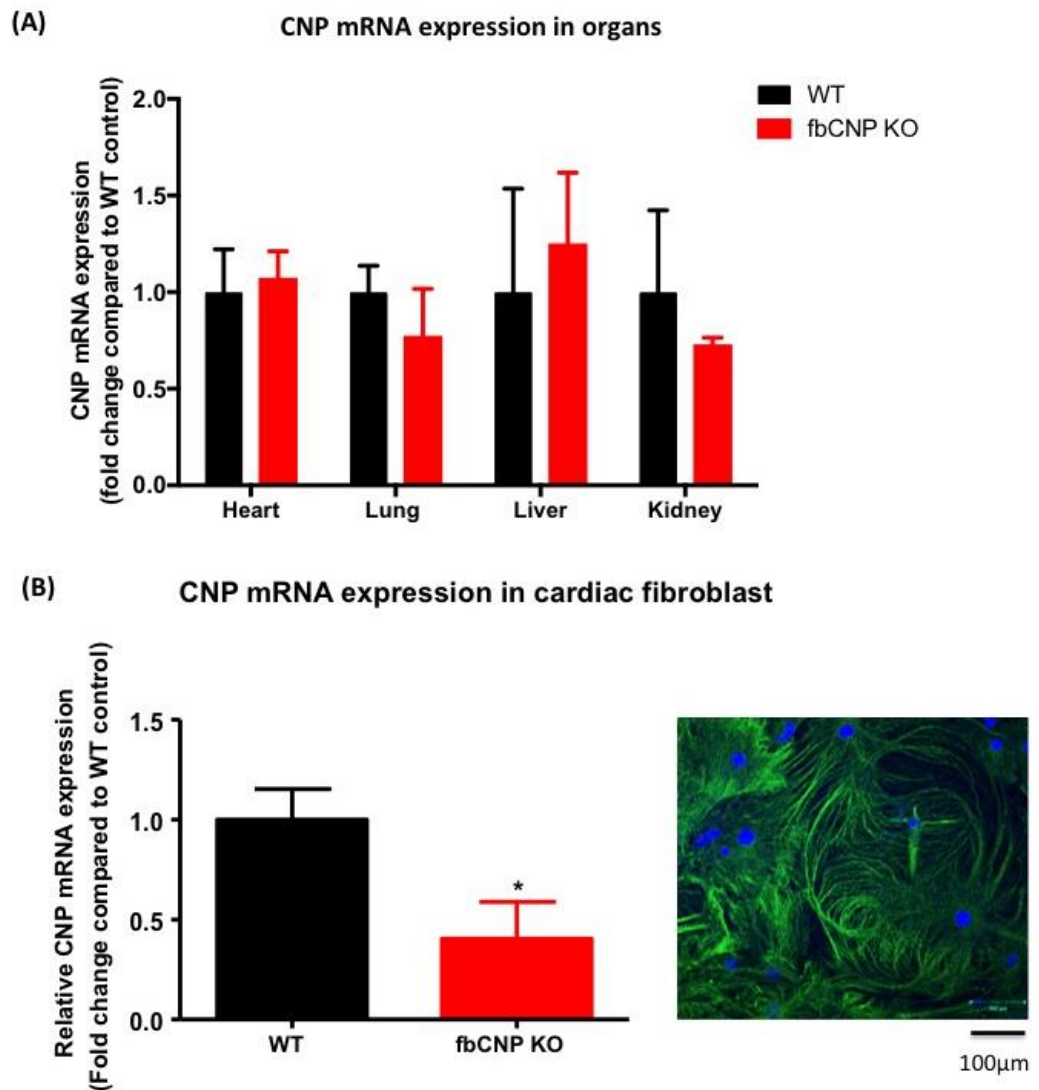 (A)
CNP mRNA expression in organs
CNP mRNA expression
(fold change compared to WT control)
2.0
1.5
1.0
0.5
0.0
Heart Lung Liver Kidney
WT
fbCNP KO
(B)
CNP mRNA expression in cardiac fibroblast
Relative CNP mRNA expression
(Fold change compared to WT control)
1.5
1.0
0.5
0.0
*
WT fbCNP KO
100µm